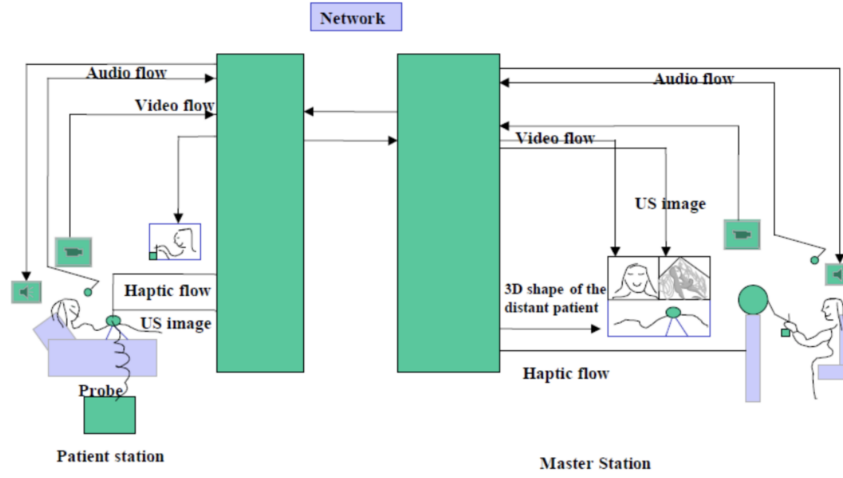 Network
Audio flow
Video flow
Haptic flow
US image
Probe
Patient station
Audio flow
Video flow
US image
3D shape of the
distant patient
Haptic flow
Master Station